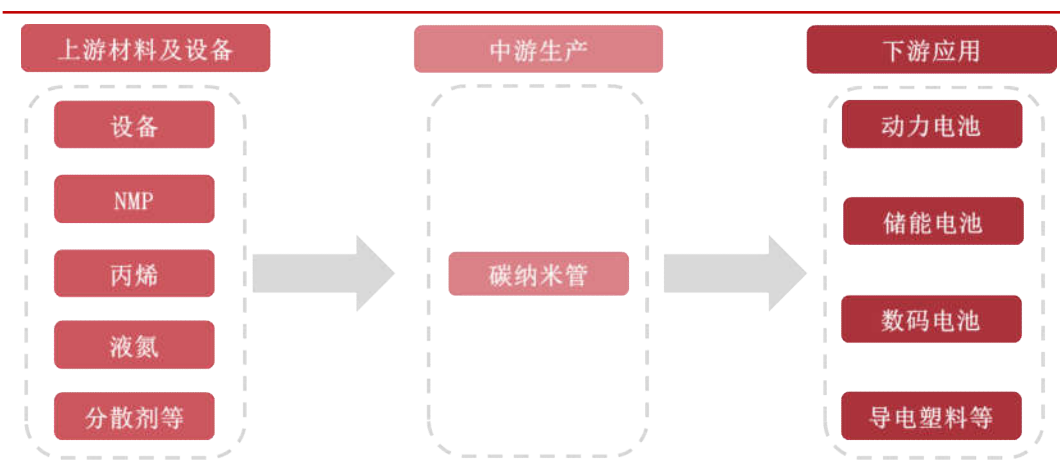 上游材料及设备
设备
NMP
丙烯
液氮
分散剂等
中游生产
碳纳米管
下游应用
动力电池
储能电池
数码电池
导电塑料等